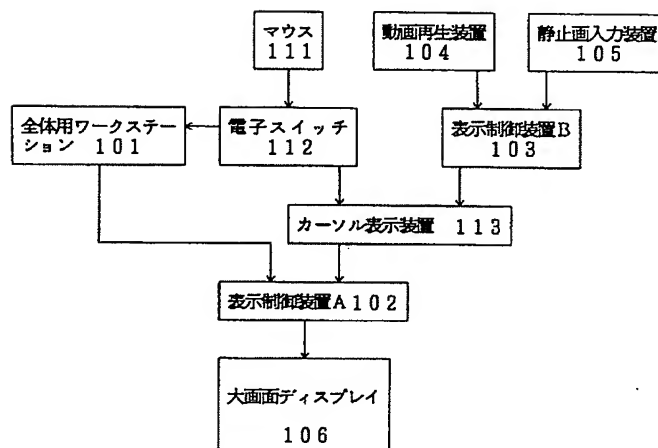 マウス
111
動画再生装置
104
静止画入力装置
105
全体用ワークステー
ション 101
電子スイッチ
112
表示制御装置B
103
カーソル表示装置 113
表示制御装置A102
大画面ディスプレイ
106